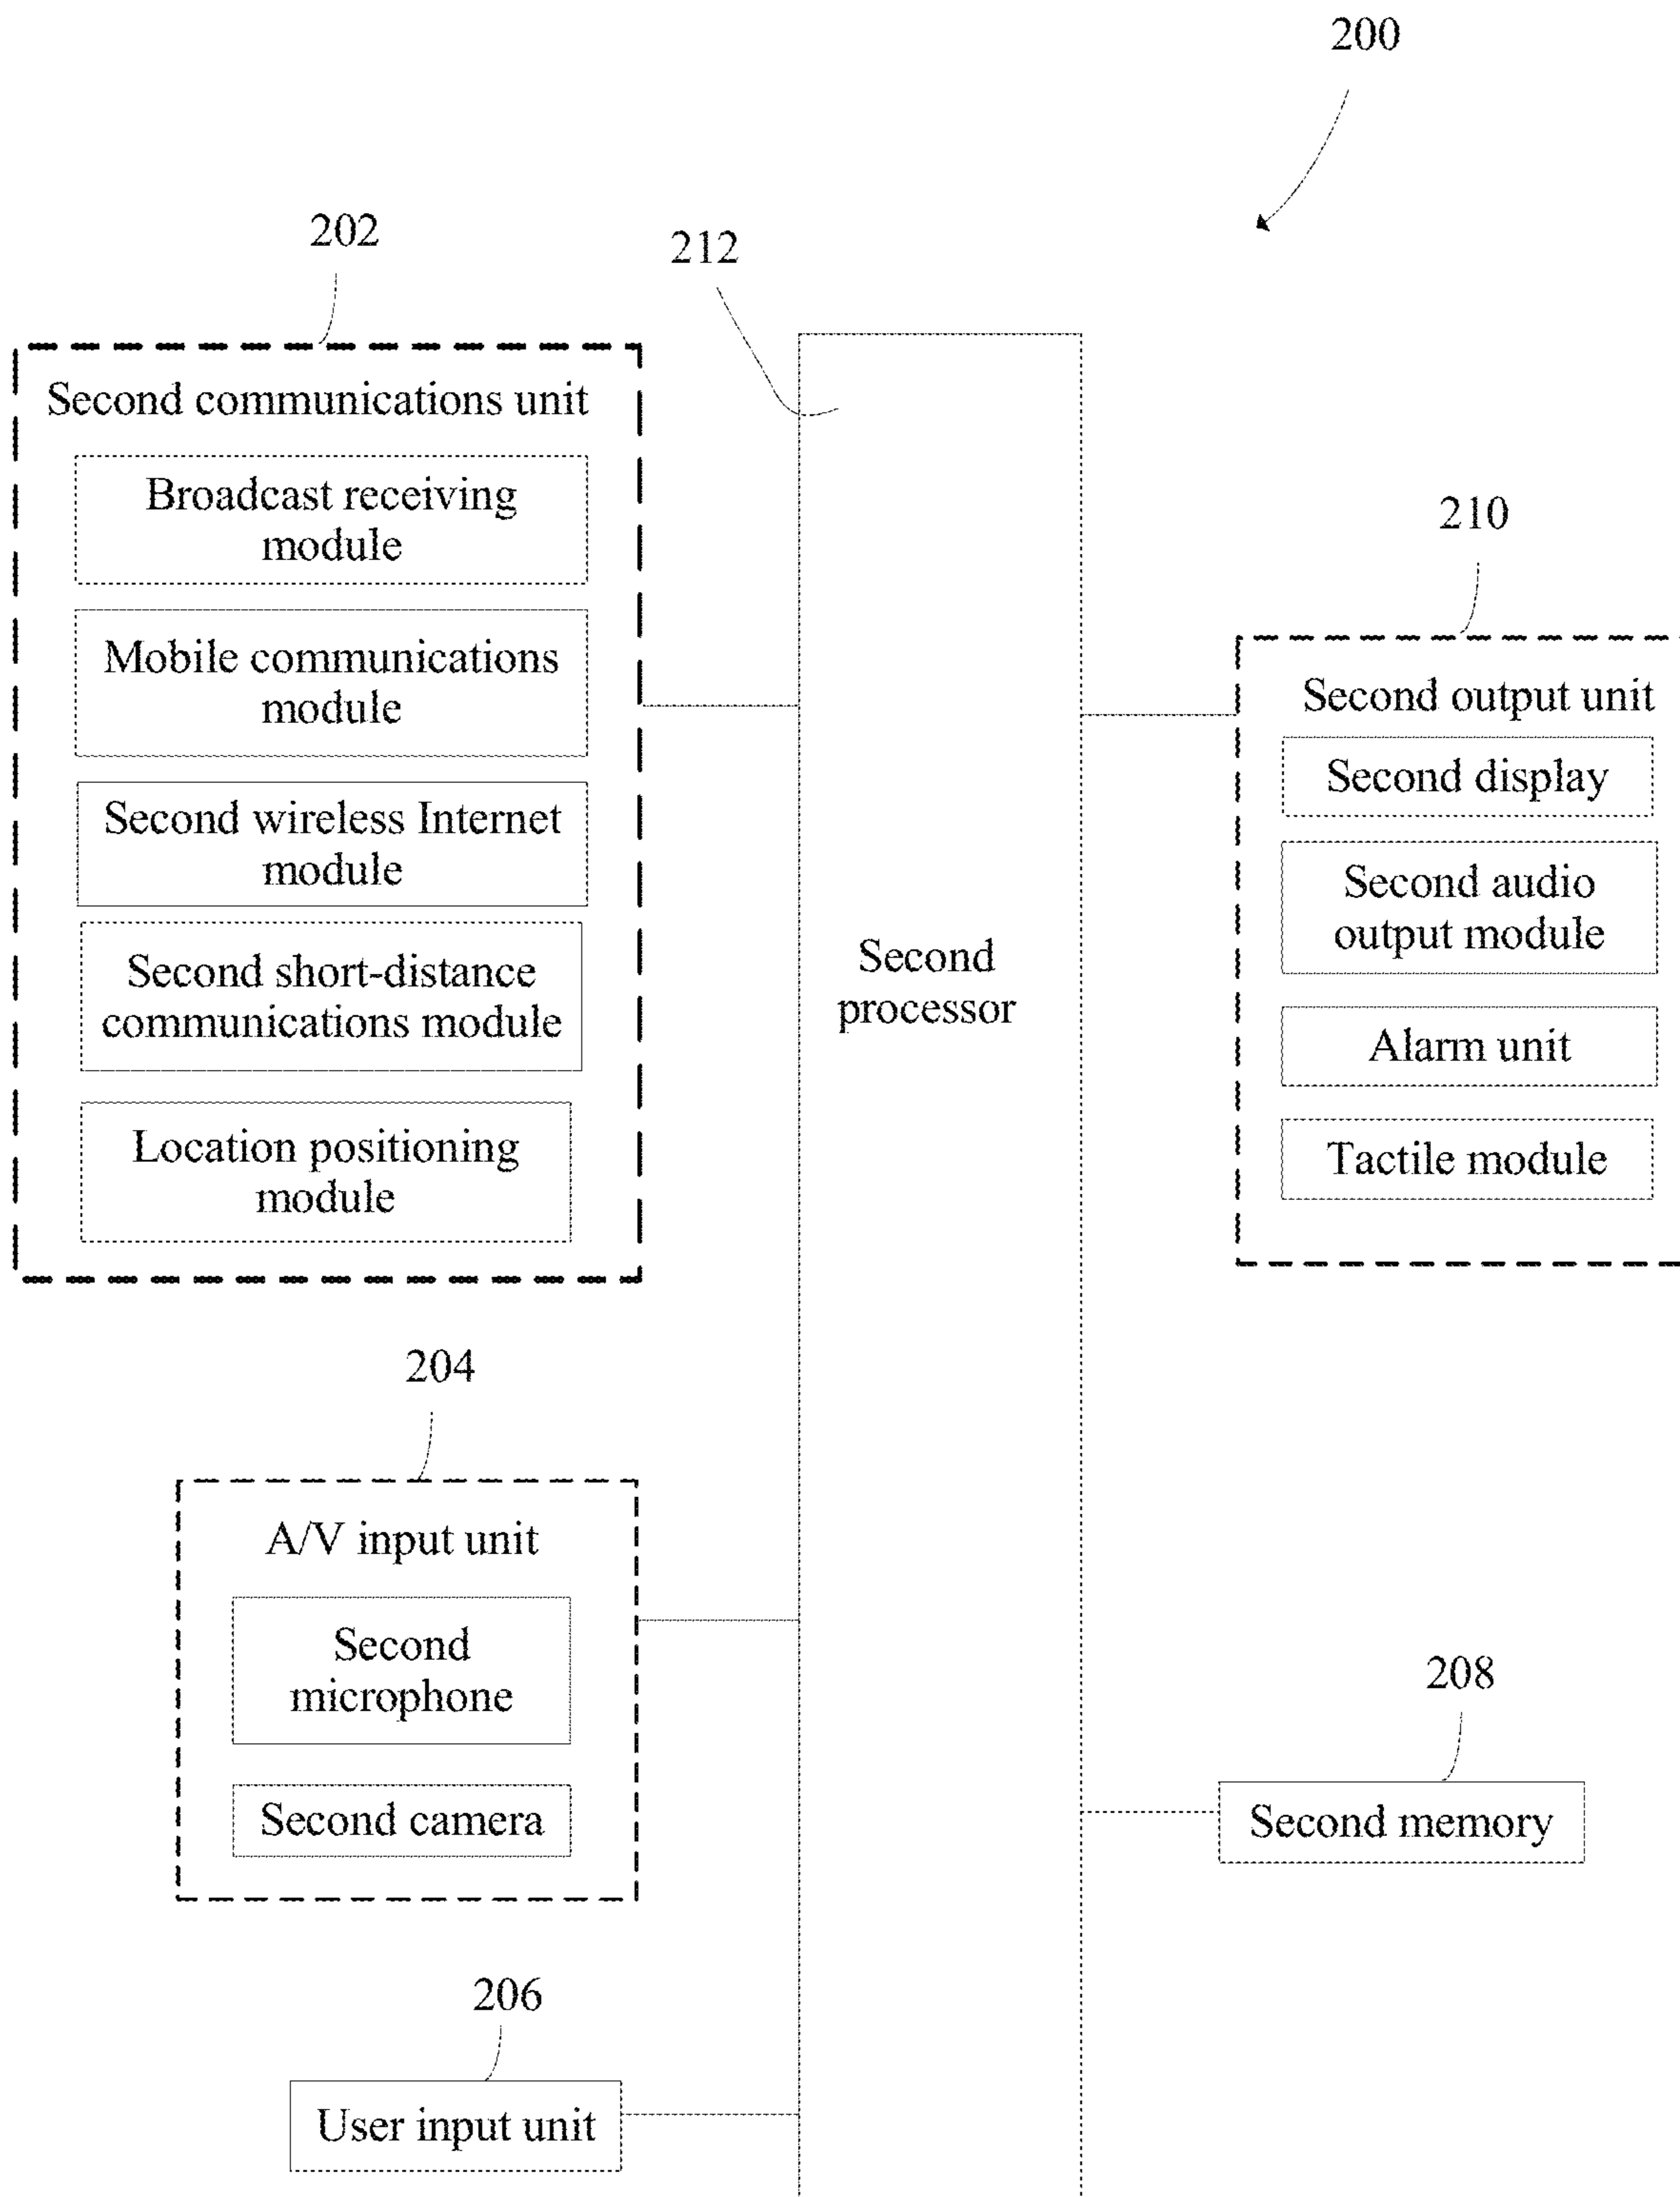 200
202
212
Second communications unit
Broadcast receiving
module
Mobile communications
module
Second wireless Internet
module
Second short-distance
communications module
Location positioning
module
204
A/V input unit
Second
microphone
Second camera
206
User input unit
Second
processor
210
Second output unit
Second display
Second audio
output module
Alarm unit
Tactile module
208
Second memory